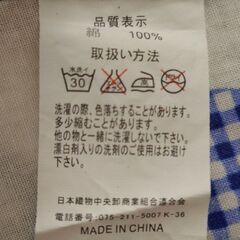 品質表示
綿 100%
取扱い方法
30
洗濯の際、色落ちすることがあります。
多少縮むことがあります。
他の物と一緒に洗濯しないで下さい。
漂白剤入りの洗剤のご使用はお避け
下さい。
日本織物中央卸商業組合連合会
電話番号:075-211-5007 K-36
MADE IN CHINA